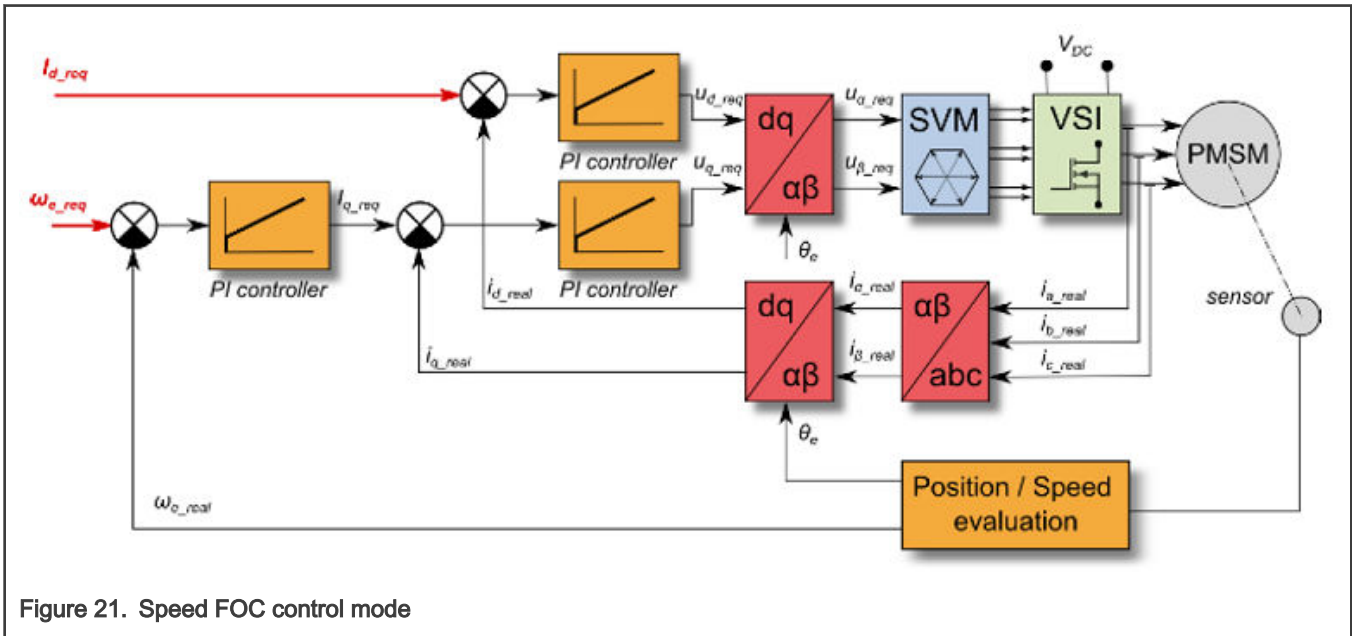 V_DC
I_d_req
u_d_req
u_α_req
dq
αβ
SVM
VSI
PMSM
PI controller
u_q_req
u_β_req
ω_e_req
I_q_req
θ_e
PI controller
PI controller
i_d_real
i_α_real
i_a_real
sensor
dq
αβ
αβ
abc
i_b_real
i_q_real
i_β_real
i_c_real
θ_e
Position / Speed
evaluation
ω_e_real
Figure 21. Speed FOC control mode